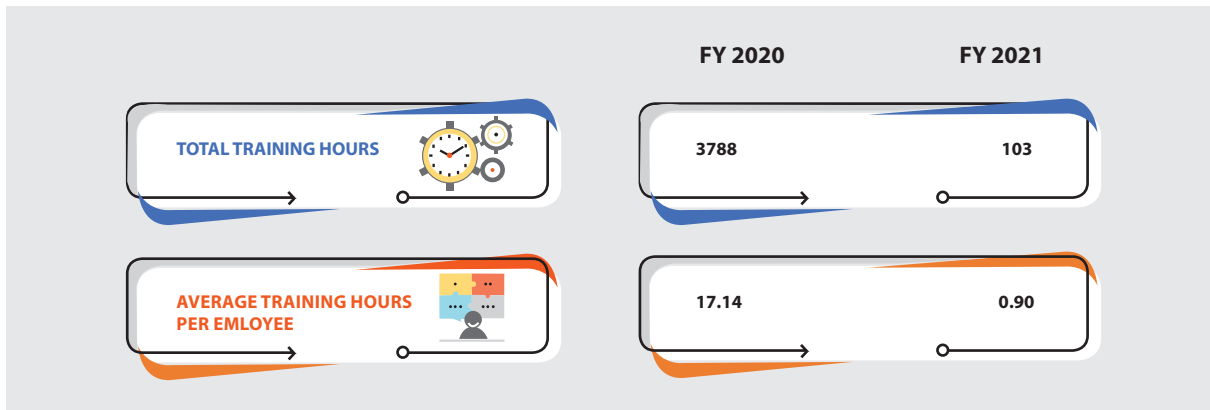 FY 2020 FY 2021
TOTAL TRAINING HOURS 3788 103
AVERAGE TRAINING HOURS 17.14 0.90
PER EMLOYEE